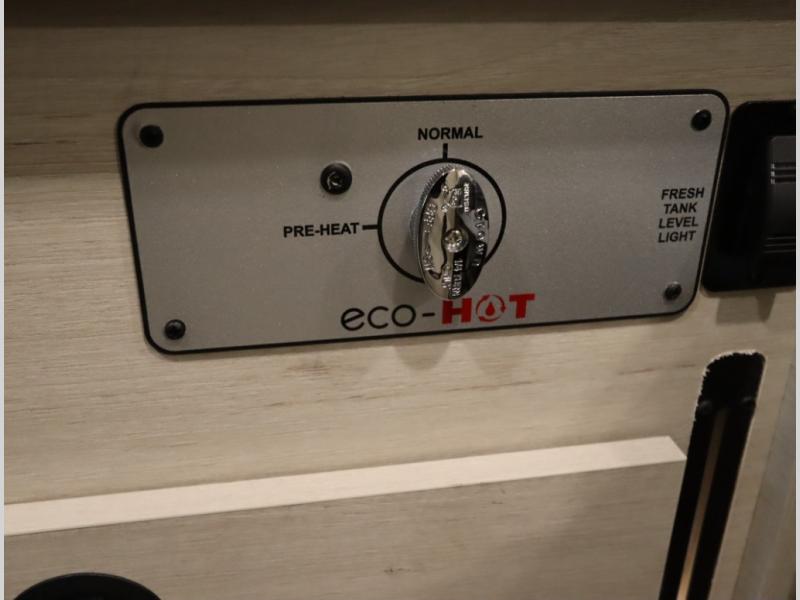 NORMAL
PRE-HEAT
FRESH
TANK
LEVEL
LIGHT
eco-HOT